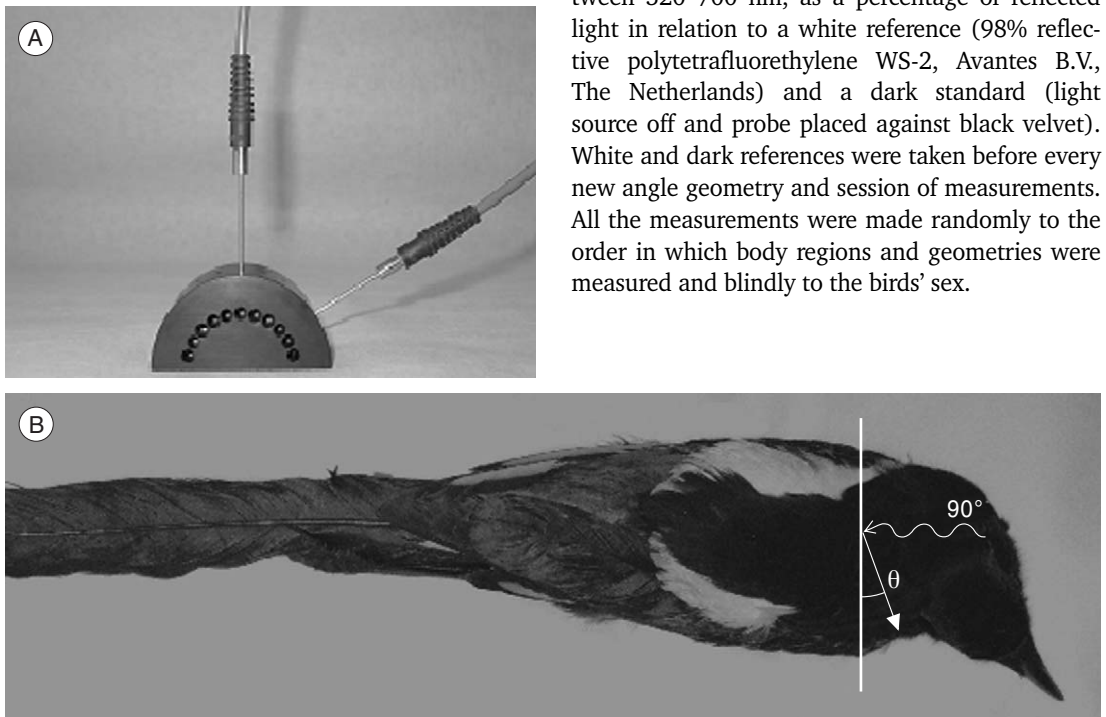 A
light in relation to a white reference (98% reflec-
tive polytetrafluorethylene WS-2, Avantes B.V.,
The Netherlands) and a dark standard (light
source off and probe placed against black velvet).
White and dark references were taken before every
new angle geometry and session of measurements.
All the measurements were made randomly to the
order in which body regions and geometries were
measured and blindly to the birds’ sex.
B
90°
θ